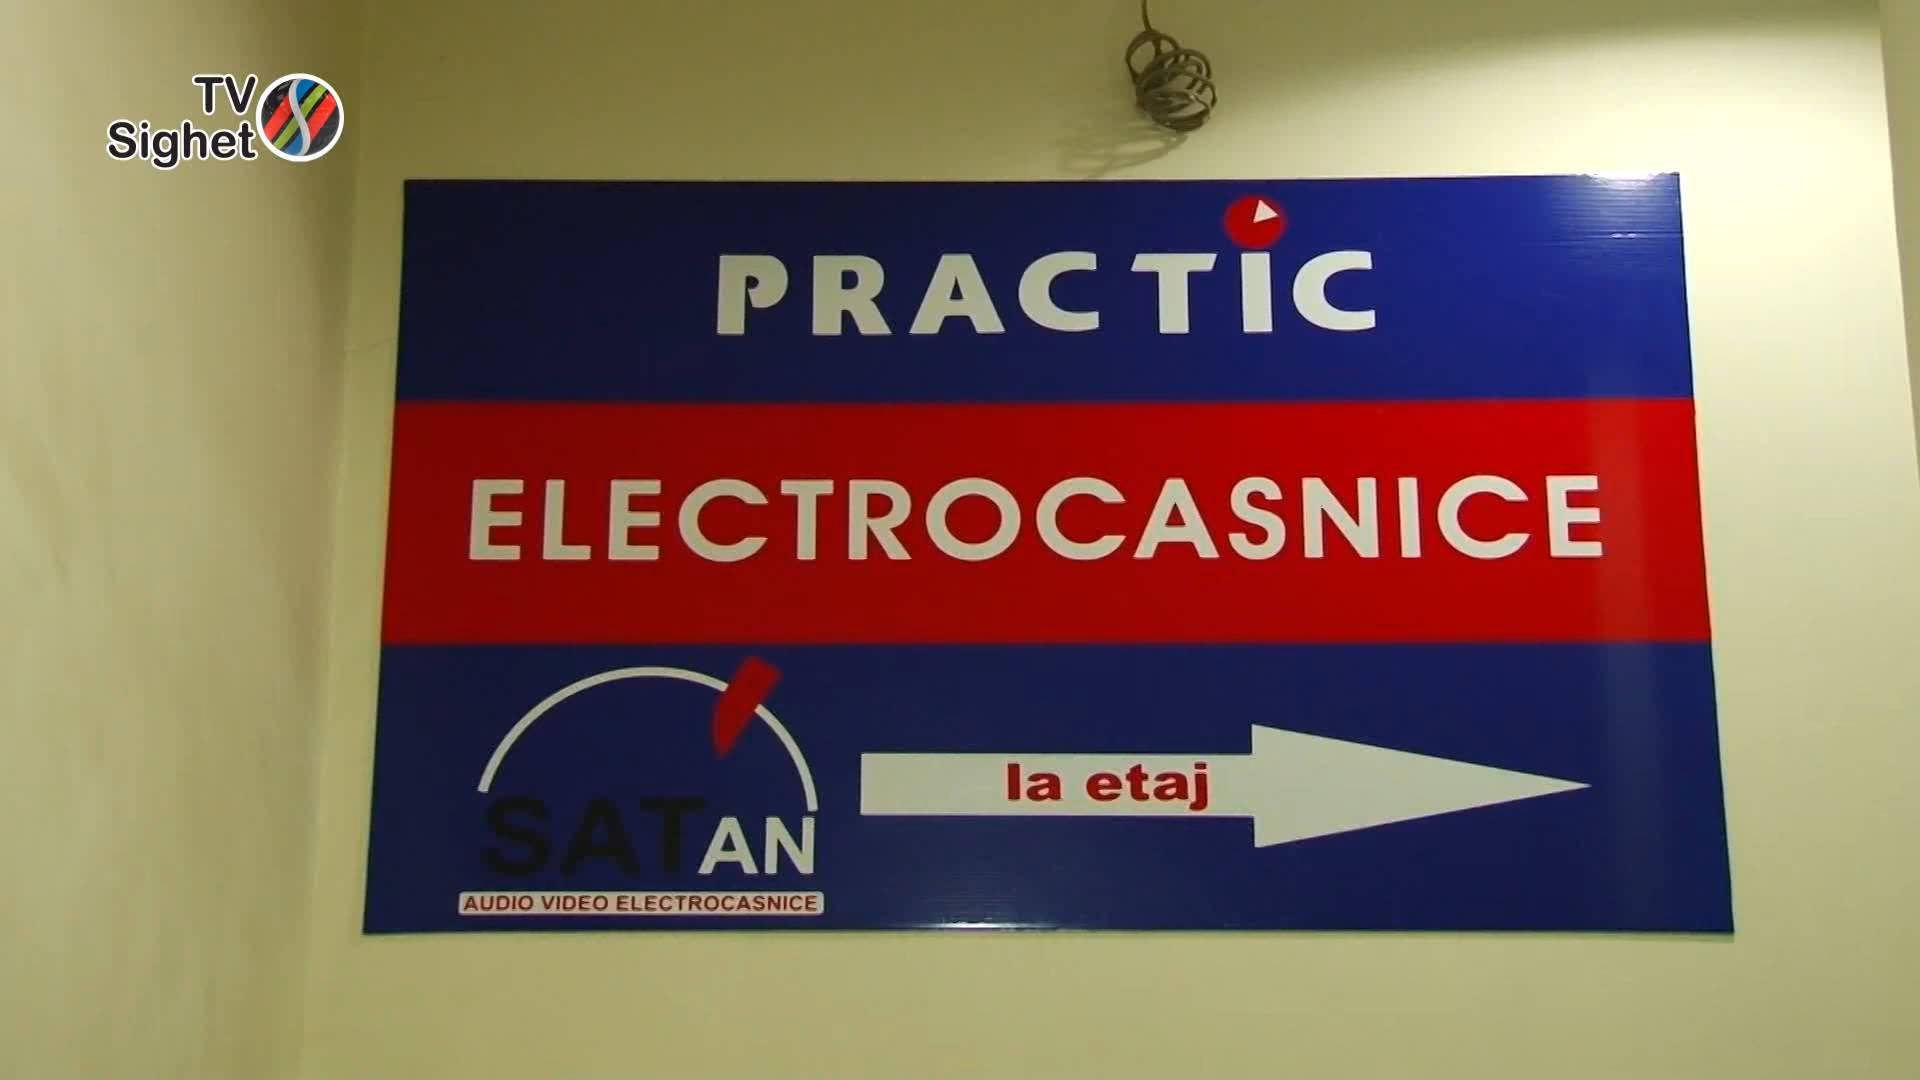 TV
Sighet
PRACTIC
ELECTROCASNICE
SATAN
AUDIO VIDEO ELECTROCASNICE
la etaj